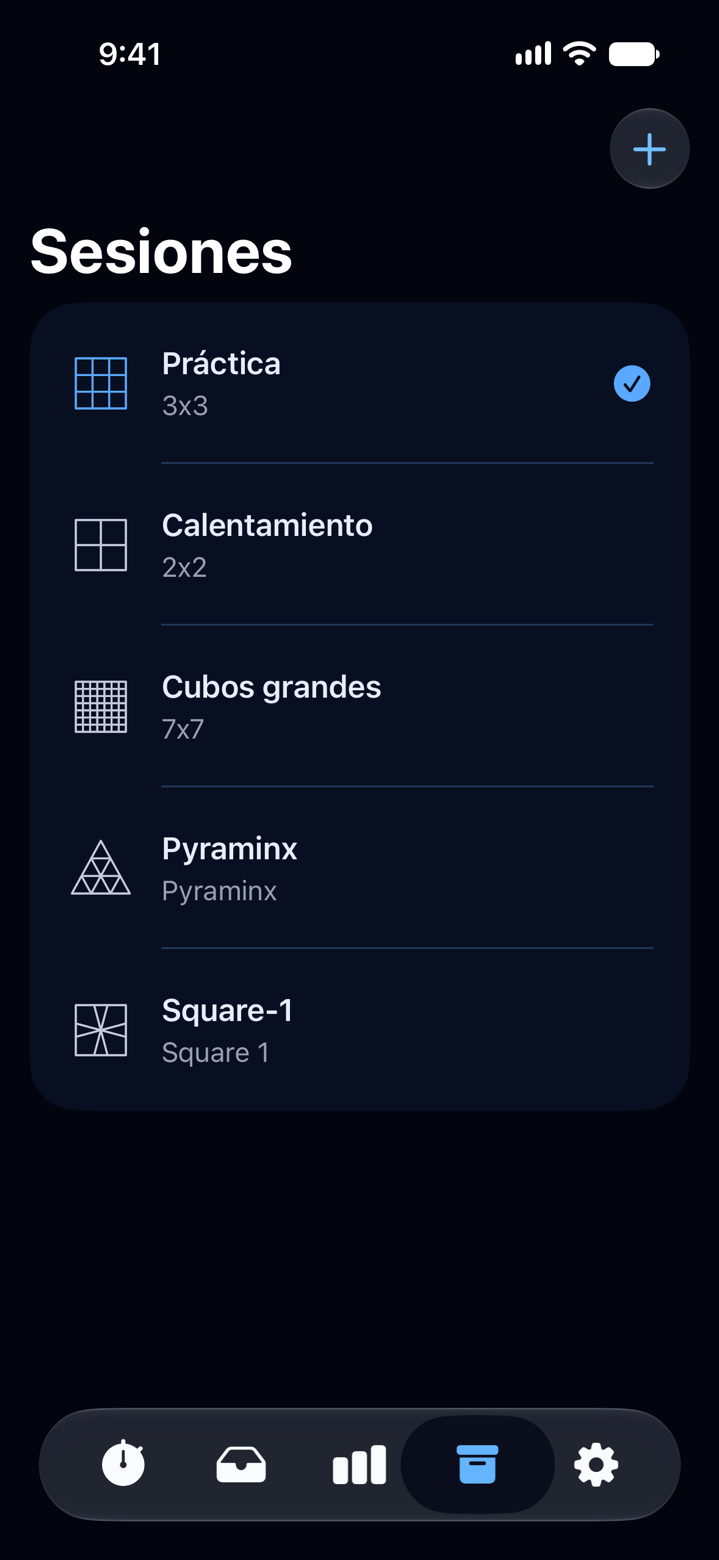 9:41
Sesiones
Práctica
3x3
Calentamiento
2x2
Cubos grandes
7x7
Pyraminx
Pyraminx
Square-1
Square 1